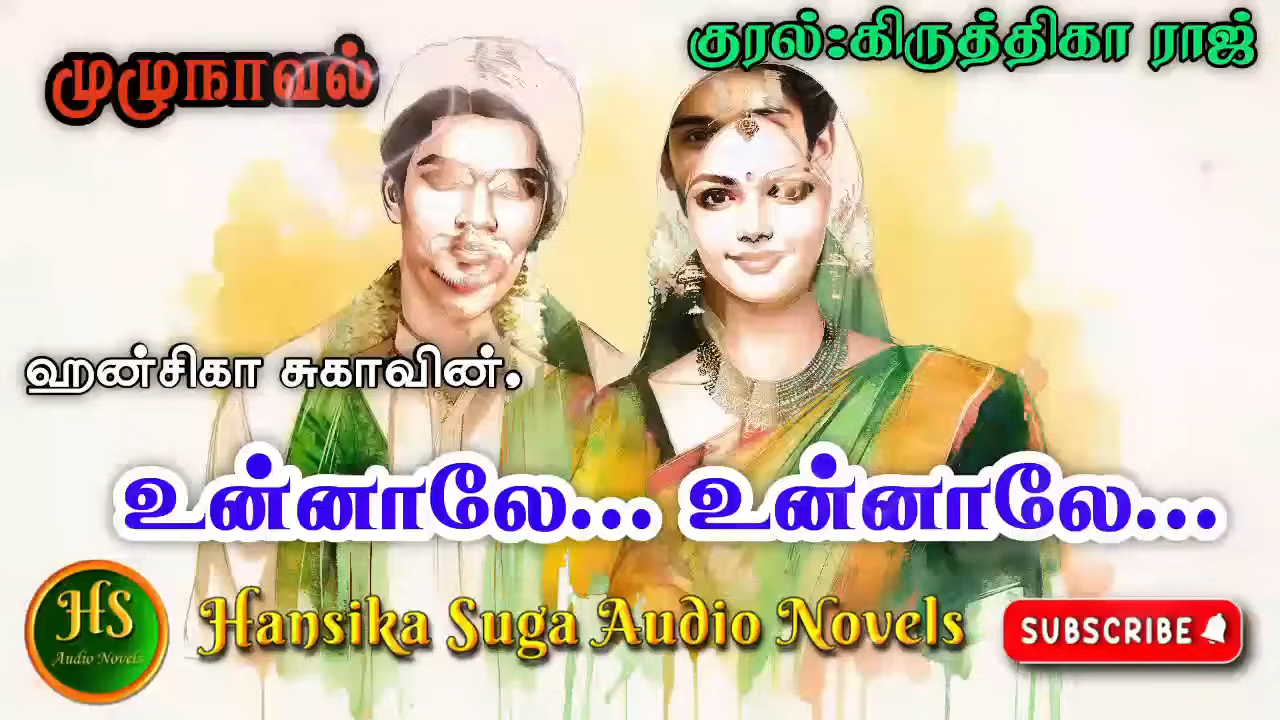 முழுநாவல்
குரல்:கிருத்திகா ராஜ்
ஹன்சிகா சுகாவின்.
உன்னாலே... உன்னாலே...
HS
Audio Novels
Hansika Suga Audio Novels
SUBSCRIBE